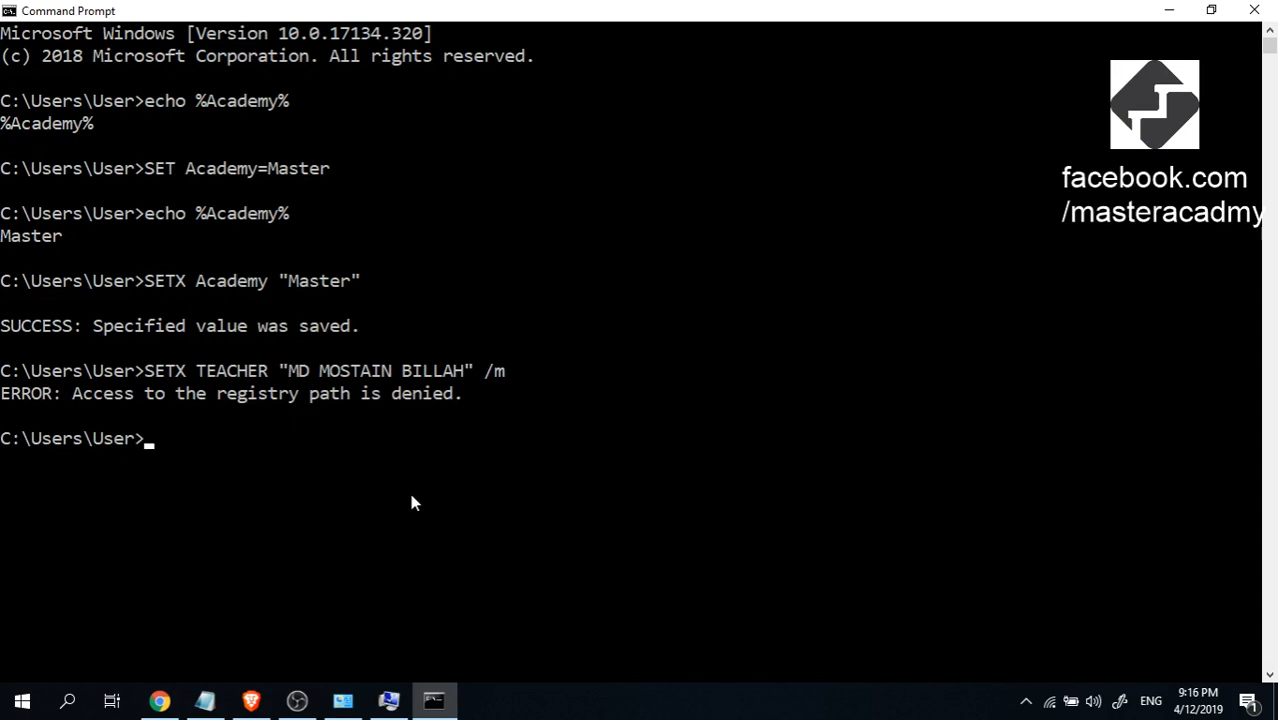 Command Prompt
Microsoft Windows [Version 10.0.17134.320]
(c) 2018 Microsoft Corporation. All rights reserved.
C:\Users\User>echo %Academy%
%Academy%
C:\Users\User>SET Academy=Master
C:\Users\User>echo %Academy%
Master
C:\Users\User>SETX Academy "Master"
SUCCESS: Specified value was saved.
C:\Users\User>SETX TEACHER "MD MOSTAIN BILLAH" /m
ERROR: Access to the registry path is denied.
C:\Users\User>
facebook.com
/masteracadmy
ENG
9:16 PM
4/12/2019
1